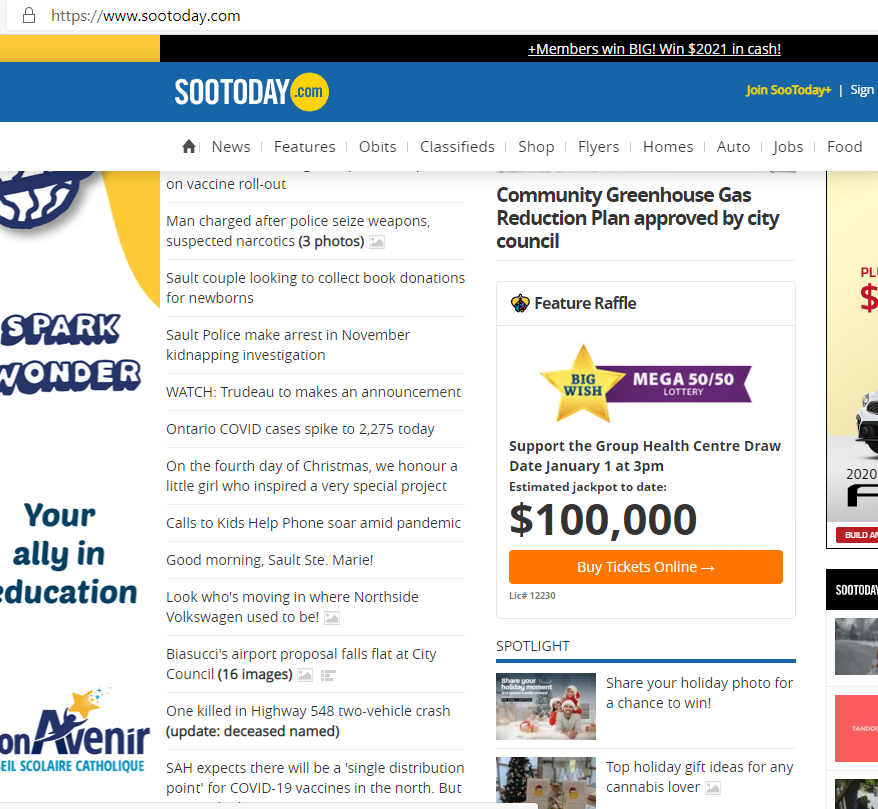 https://www.sootoday.com
+Members win BIG! Win $2021 in cash!
SOOTODAY.com
Join SooToday+ | Sign
News
Features
Obits
Classifieds
Shop
Flyers
Homes
Auto
Jobs
Food
SPARK
WONDER
Your
ally in
education
onAvenir
SEIL SCOLAIRE CATHOLIQUE
on vaccine roll-out
Man charged after police seize weapons,
suspected narcotics (3 photos)
Sault couple looking to collect book donations
for newborns
Sault Police make arrest in November
kidnapping investigation
WATCH: Trudeau to makes an announcement
Ontario COVID cases spike to 2,275 today
On the fourth day of Christmas, we honour a
little girl who inspired a very special project
Calls to Kids Help Phone soar amid pandemic
Good morning, Sault Ste. Marie!
Look who's moving in where Northside
Volkswagen used to be!
Biasucci's airport proposal falls flat at City
Council (16 images)
One killed in Highway 548 two-vehicle crash
(update: deceased named)
SAH expects there will be a 'single distribution
point' for COVID-19 vaccines in the north. But
Community Greenhouse Gas
Reduction Plan approved by city
council
Feature Raffle
BIG
WISH
MEGA 50/50
LOTTERY
Support the Group Health Centre Draw
Date January 1 at 3pm
Estimated jackpot to date:
$100,000
Buy Tickets Online →
Lic# 12230
SPOTLIGHT
Share your
holiday moment
Share your holiday photo for
a chance to win!
Top holiday gift ideas for any
cannabis lover
PLU
$
2020
BUILD AN
SOOTODAY
TANDOO